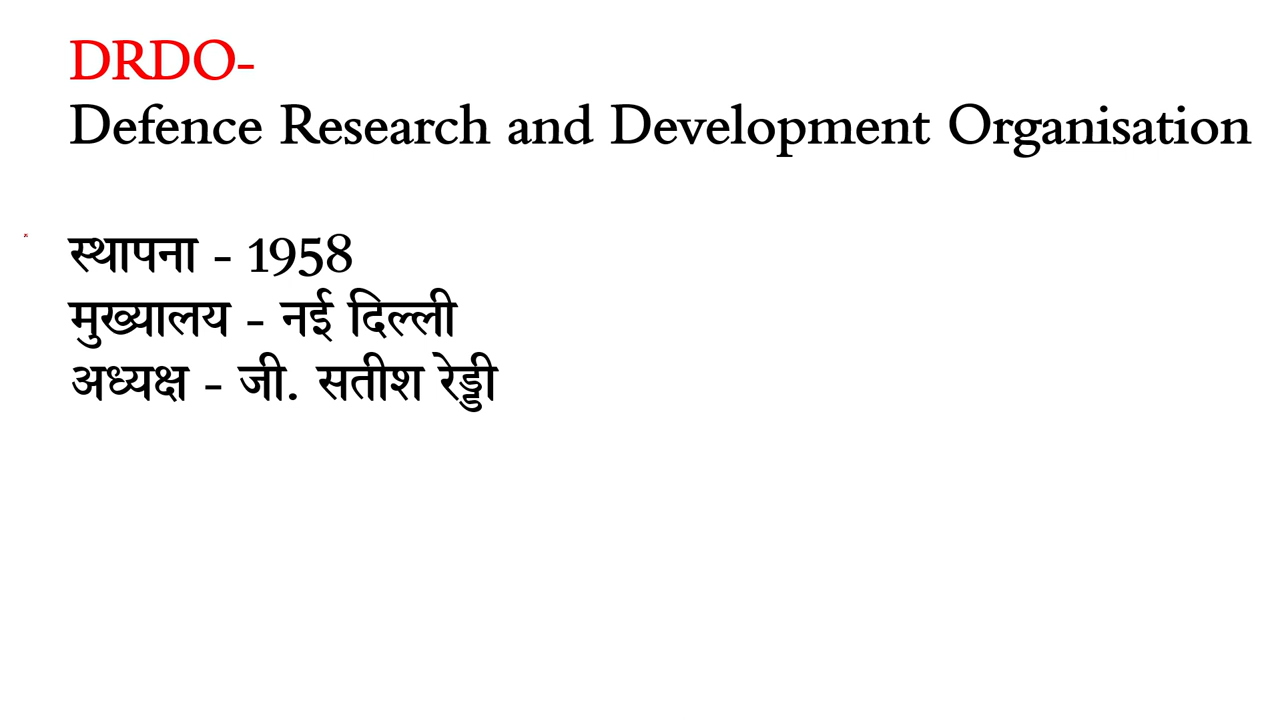 DRDO-
Defence Research and Development Organisation
स्थापना - 1958
मुख्यालय - नई दिल्ली
अध्यक्ष - जी. सतीश रेड्डी